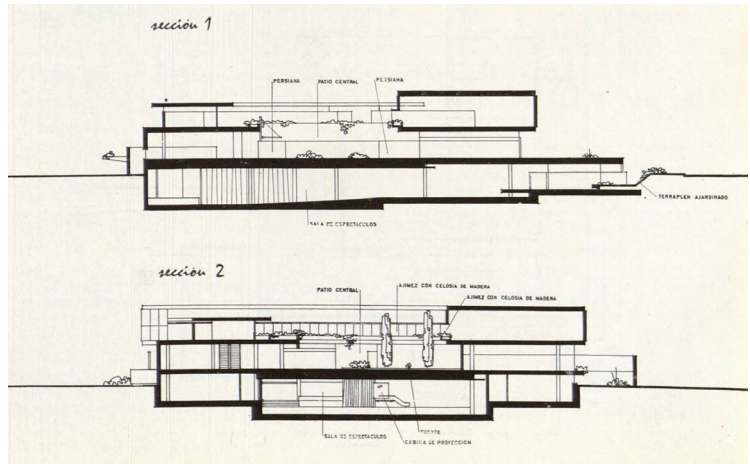 sección 1
PERSIANA PATIO CENTRAL PERSIANA
TERRAPLEN AJARDINADO
SALA DE ESPECTACULOS
sección 2
PATIO CENTRAL
AJIMEZ CON CELOSIA DE MADERA
AJIMEZ CON CELOSIA DE MADERA
SALA DE ESPECTACULOS
FUENTE
CABINA DE PROYECCION